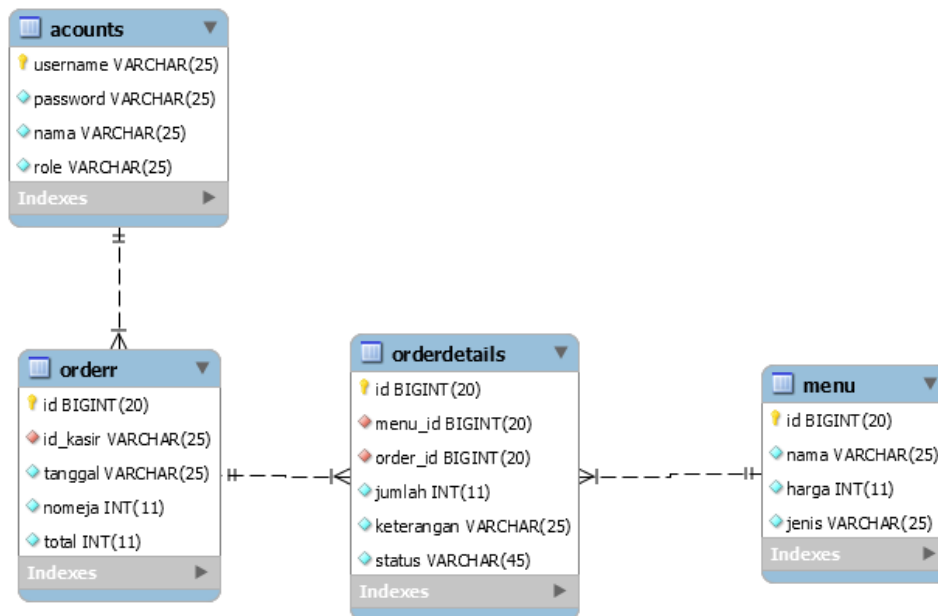 acounts
username VARCHAR(25)
password VARCHAR(25)
nama VARCHAR(25)
role VARCHAR(25)
Indexes
orderr
id BIGINT(20)
id_kasir VARCHAR(25)
tanggal VARCHAR(25)
nomeja INT(11)
total INT(11)
Indexes
orderdetails
id BIGINT(20)
menu_id BIGINT(20)
order_id BIGINT(20)
jumlah INT(11)
keterangan VARCHAR(25)
status VARCHAR(45)
Indexes
menu
id BIGINT(20)
nama VARCHAR(25)
harga INT(11)
jenis VARCHAR(25)
Indexes